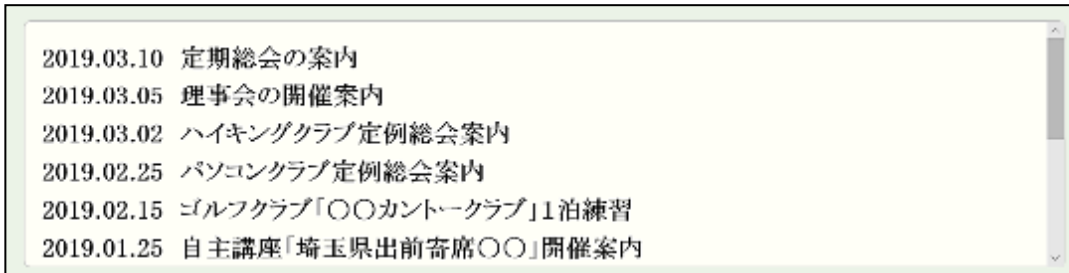 2019.03.10 定期総会の案内
2019.03.05 理事会の開催案内
2019.03.02 ハイキングクラブ定例総会案内
2019.02.25 パソコンクラブ定例総会案内
2019.02.15 ゴルフクラブ「〇〇カントークラブ」1泊練習
2019.01.25 自主講座「埼玉県出前寄席〇〇」開催案内